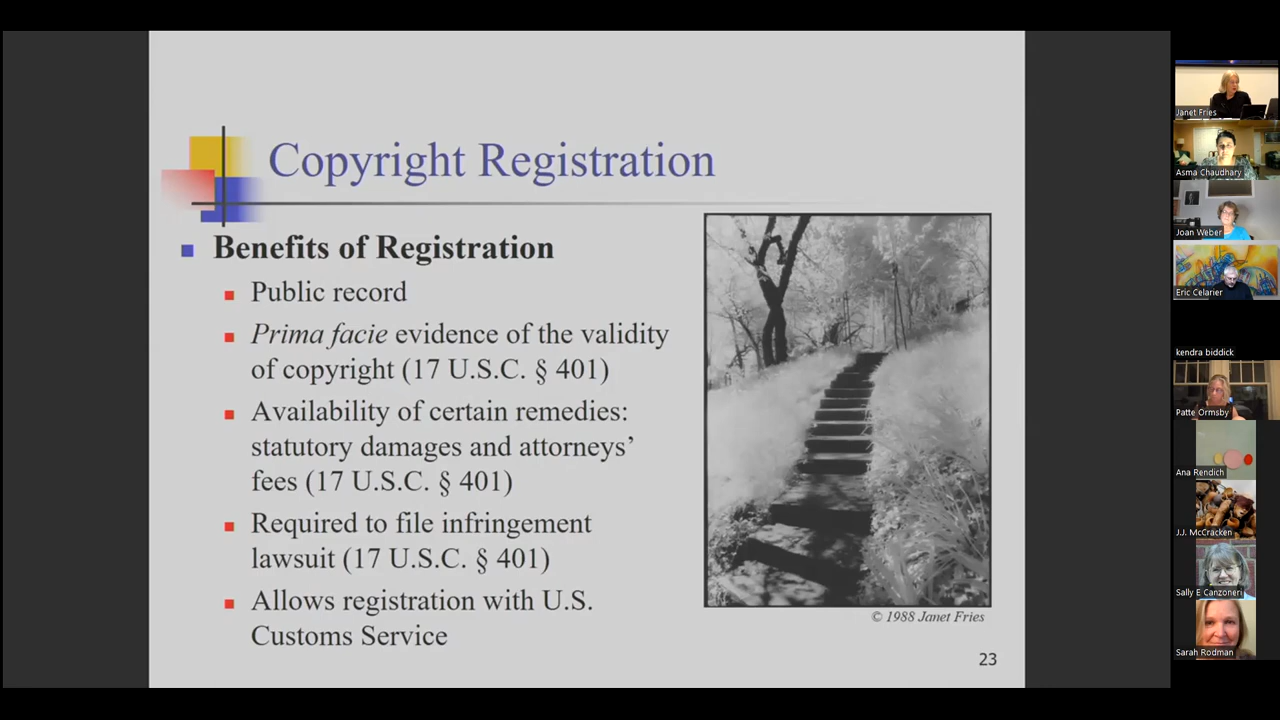 Copyright Registration
Benefits of Registration
Public record
Prima facie evidence of the validity
of copyright (17 U.S.C. § 401)
Availability of certain remedies:
statutory damages and attorneys’
fees (17 U.S.C. § 401)
Required to file infringement
lawsuit (17 U.S.C. § 401)
Allows registration with U.S.
Customs Service
© 1988 Janet Fries
23
Janet Fries
Asma Chaudhary
Joan Weber
Eric Celarier
kendra biddick
Patte Ormsby
Ana Rendich
J.J. McCracken
Sally E Canzoneri
Sarah Rodman